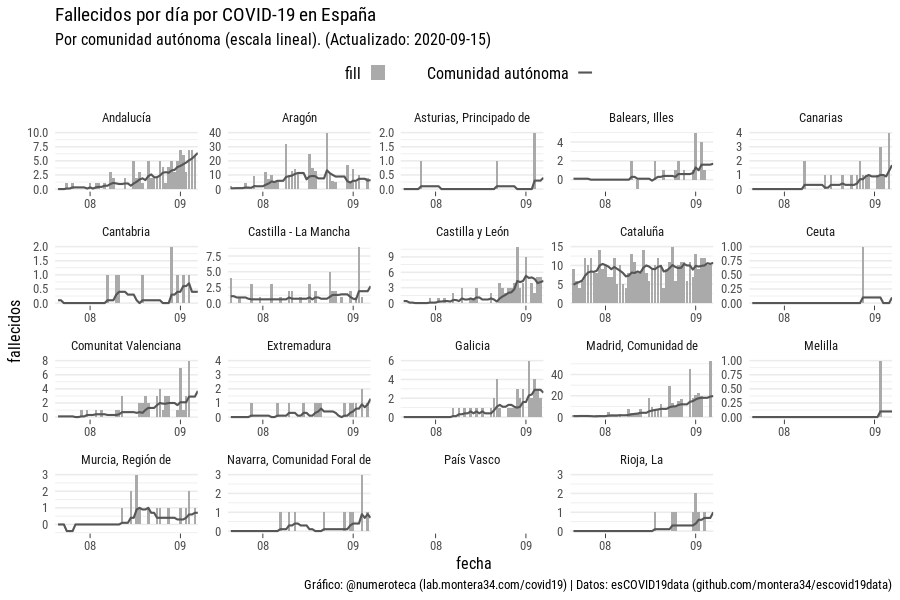 Fallecidos por día por COVID-19 en España
Por comunidad autónoma (escala lineal). (Actualizado: 2020-09-15)
fill Comunidad autónoma
Andalucía Aragón Asturias, Principado de Balears, Illes Canarias
10.0 40 2.0 4
7.5 30 1.5 4 3
5.0 20 1.0 2 2
2.5 10 0.5 1
0.0 0 0.0 0 0
08 09 08 09 08 09 08 09 08 09
Cantabria Castilla - La Mancha Castilla y León Cataluña Ceuta
2.0 15 1.00
1.5 7.5 9 10 0.75
1.0 5.0 6 0.50
0.5 2.5 3 5 0.25
0.0 0.0 0 0 0.00
08 09 08 09 08 09 08 09 08 09
fallecidos
Comunitat Valenciana Extremadura Galicia Madrid, Comunidad de Melilla
8 4 6 1.00
6 3 4 40 0.75
4 2 20 0.50
2 1 2 0.25
0 0 0 0 0.00
08 09 08 09 08 09 08 09 08 09
Murcia, Región de Navarra, Comunidad Foral de País Vasco Rioja, La
3 3 3
2 2 2
1 1 1
0 0 0
08 09 08 09 08 09 08 09
fecha
Gráfico: @numeroteca (lab.montera34.com/covid19) | Datos: esCOVID19data (github.com/montera34/escovid19data)